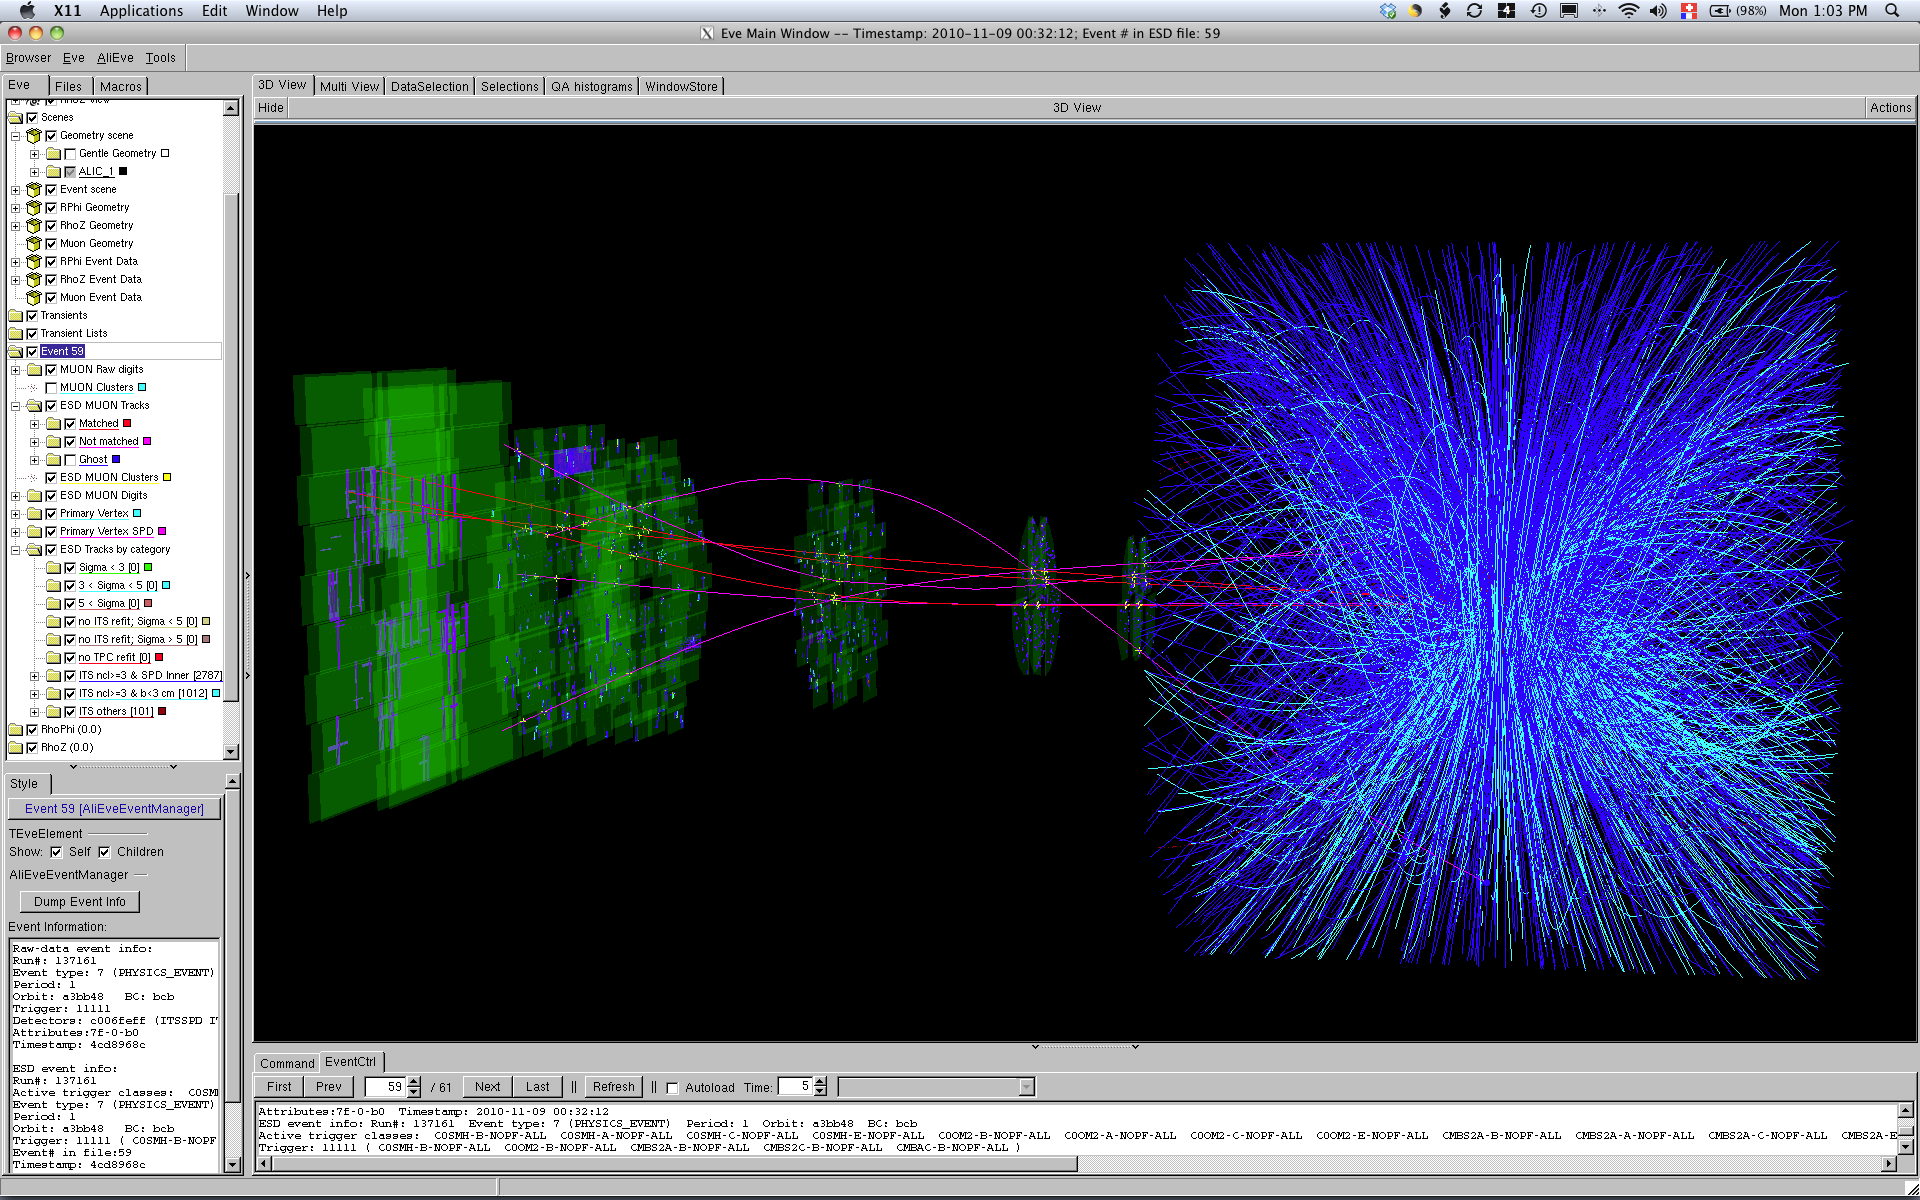 X11 Applications Edit Window Help
4 (98%) Mon 1:03 PM
X Eve Main Window -- Timestamp: 2010-11-09 00:32:12; Event # in ESD file: 59
Browser Eve AliEve Tools
Eve Files Macros
3D View Multi View DataSelection Selections QA histograms WindowStore
Hide 3D View Actions
Scenes
Geometry scene
Gentle Geometry
ALIC_1
Event scene
RPhi Geometry
RhoZ Geometry
Muon Geometry
RPhi Event Data
RhoZ Event Data
Muon Event Data
Transients
Transient Lists
Event 59
MUON Raw digits
MUON Clusters
ESD MUON Tracks
Matched
Not matched
Ghost
ESD MUON Clusters
ESD MUON Digits
Primary Vertex
Primary Vertex SPD
ESD Tracks by category
Sigma < 3 [0]
3 < Sigma < 5 [0]
5 < Sigma [0]
no ITS refit; Sigma < 5 [0]
no ITS refit; Sigma > 5 [0]
no TPC refit [0]
ITS ncl>=3 & SPD Inner [2787]
ITS ncl>=3 & b<3 cm [1012]
ITS others [101]
RhoPhi (0.0)
RhoZ (0.0)
Style
Event 59 [AliEveEventManager]
TEveElement
Show: Self Children
AliEveEventManager
Dump Event Info
Event Information:
Raw-data event info:
Run#: 137161
Event type: 7 (PHYSICS_EVENT)
Period: 1
Orbit: a3bb48 BC: bcb
Trigger: 11111
Detectors: c006feff (ITSSPD
Attributes:7f-0-b0
Timestamp: 4cd8968c
ESD event info:
Run#: 137161
Active trigger classes:
Event type: 7 (PHYSICS_EVENT)
Period: 1
Orbit: a3bb48 BC: bcb
Trigger: 11111 ( COSMH-B-NOPF
Event# in file:59
Timestamp: 4cd8968c
Command EventCtrl
First Prev 59 / 61 Next Last || Refresh || Autoload Time: 5
Attributes:7f-0-b0 Timestamp: 2010-11-09 00:32:12
ESD event info: Run#: 137161 Event type: 7 (PHYSICS_EVENT) Period: 1 Orbit: a3bb48 BC: bcb
Active trigger classes: COSMH-B-NOPF-ALL COSMH-A-NOPF-ALL COSMH-C-NOPF-ALL COSMH-E-NOPF-ALL COOM2-B-NOPF-ALL COOM2-A-NOPF-ALL COOM2-C-NOPF-ALL COOM2-E-NOPF-ALL CMBS2A-B-NOPF-ALL CMBS2A-A-NOPF-ALL CMBS2A-C-NOPF-ALL CMBS2A-E
Trigger: 11111 ( COSMH-B-NOPF-ALL COOM2-B-NOPF-ALL CMBS2A-B-NOPF-ALL CMBS2C-B-NOPF-ALL CMBAC-B-NOPF-ALL )